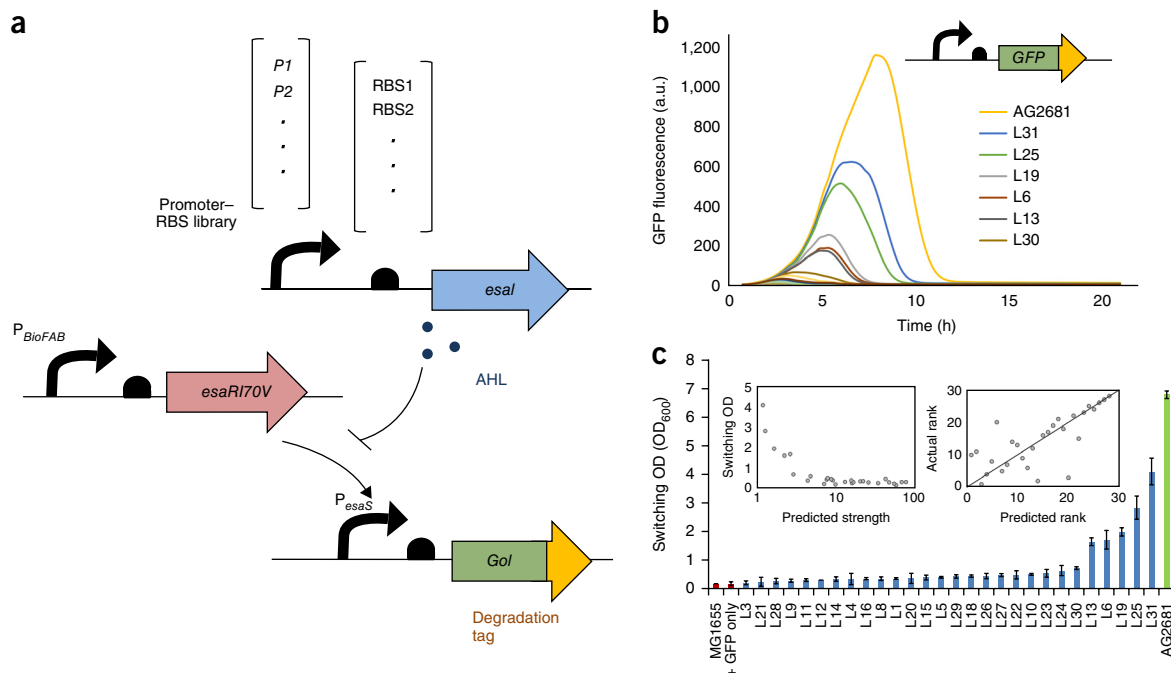 a
P1
P2
.
.
.
RBS1
RBS2
.
.
.
Promoter–
RBS library
esaI
AHL
P_BioFAB
esaRI70V
P_esaS
GoI
Degradation
tag
b
GFP fluorescence (a.u.)
1,200
1,000
800
600
400
200
0
0 5 10 15 20
Time (h)
GFP
AG2681
L31
L25
L19
L6
L13
L30
c
Switching OD (OD600)
8
7
6
5
4
3
2
1
0
Switching OD
5
4
3
2
1
0
1 10 100
Predicted strength
Actual rank
30
20
10
0
0 10 20 30
Predicted rank
MG1655
+ GFP only
L3
L21
L28
L9
L11
L12
L14
L4
L16
L8
L1
L20
L15
L5
L29
L18
L26
L27
L22
L10
L23
L24
L30
L13
L6
L19
L25
L31
AG2681